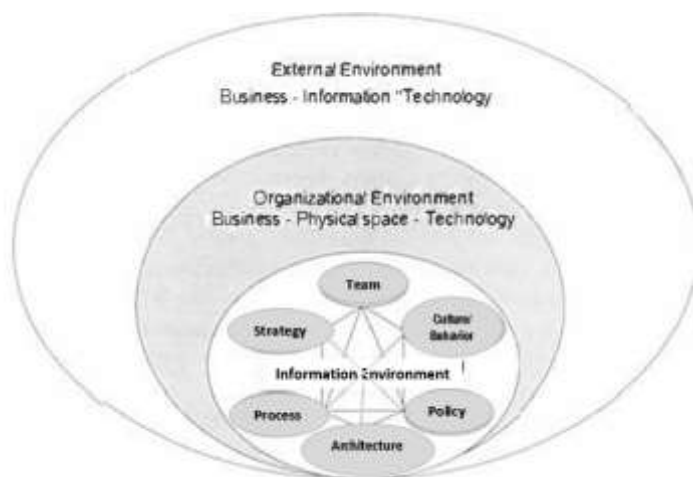 External Environment
Business - Information "Technology
Organizational Environment
Business - Physical space - Technology
Team
Strategy
Cultura/
Behavior
Information Environment
Process
Policy
Architecture